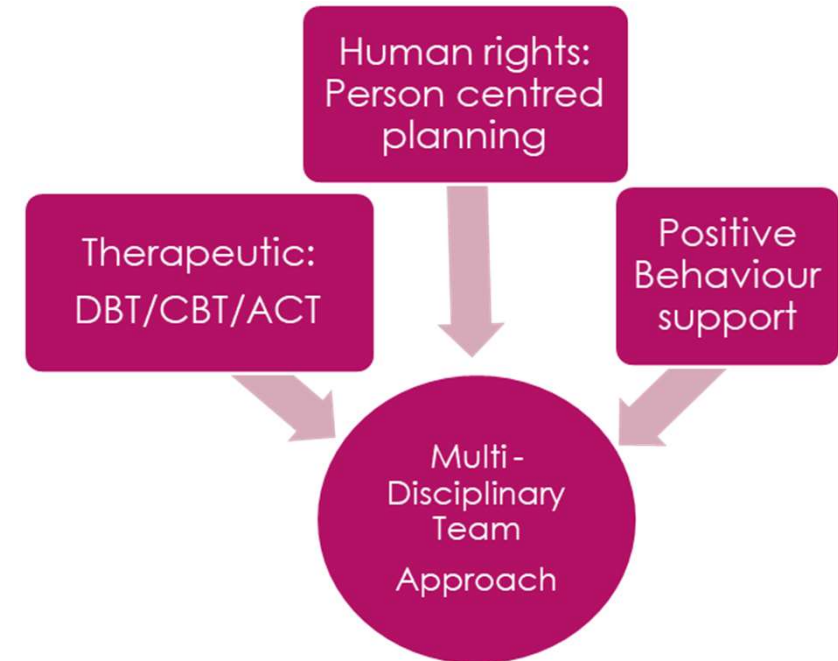 Human rights:
Person centred
planning
Therapeutic:
DBT/CBT/ACT
Positive
Behaviour
support
Multi-
Disciplinary
Team
Approach